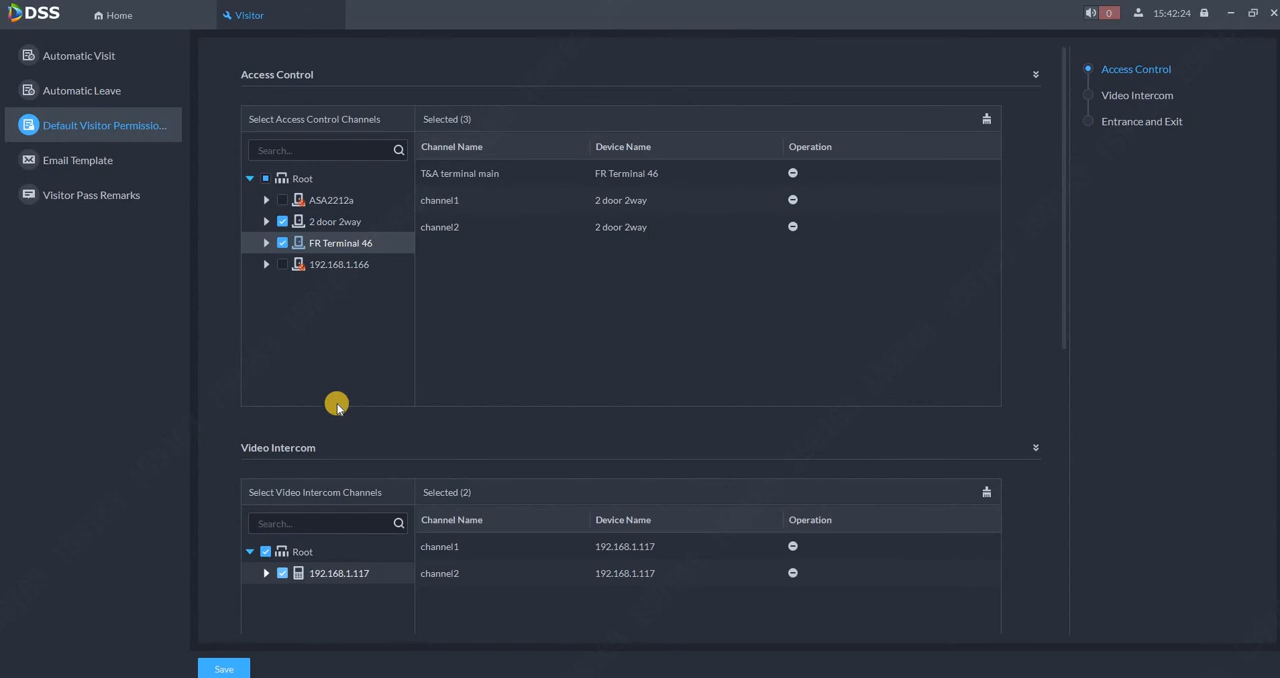 DSS
Home
Visitor
0
15:42:24
Automatic Visit
Automatic Leave
Default Visitor Permissio...
Email Template
Visitor Pass Remarks
Access Control
Select Access Control Channels
Selected (3)
Search...
Channel Name
Device Name
Operation
Root
ASA2212a
2 door 2way
FR Terminal 46
192.168.1.166
T&A terminal main
FR Terminal 46
channel1
2 door 2way
channel2
2 door 2way
Video Intercom
Select Video Intercom Channels
Selected (2)
Search...
Channel Name
Device Name
Operation
Root
192.168.1.117
channel1
192.168.1.117
channel2
192.168.1.117
Save
Access Control
Video Intercom
Entrance and Exit